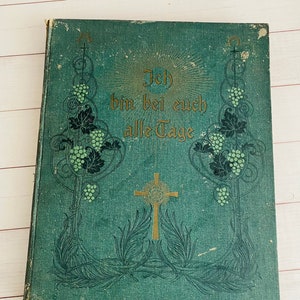 Ich
bin bei euch
alle Tage